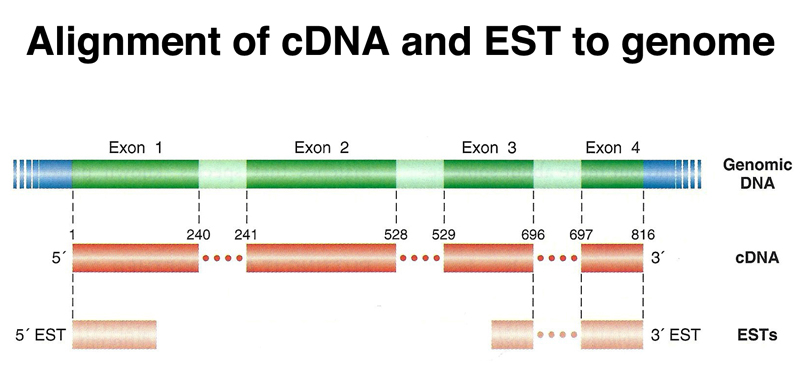 Alignment of cDNA and EST to genome
Exon 1 Exon 2 Exon 3 Exon 4
Genomic
DNA
1 240 241 528 529 696 697 816
5´ 3´ cDNA
5´ EST 3´ EST ESTs